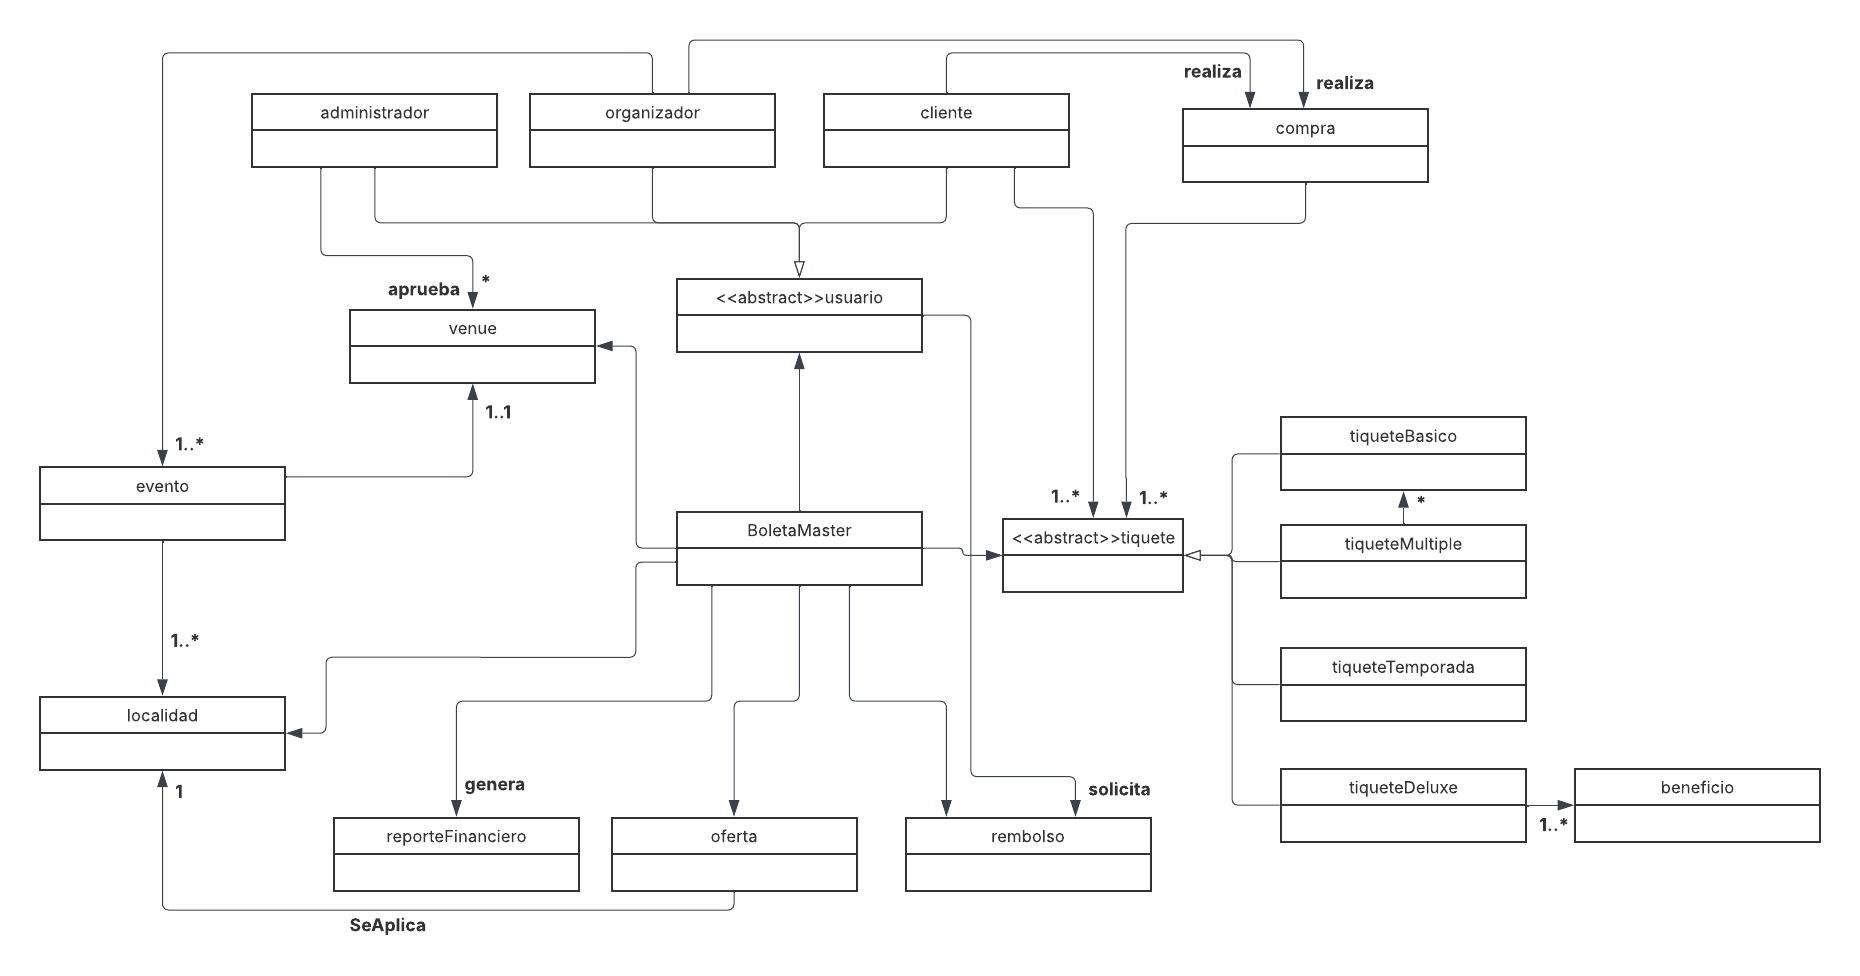 realiza
realiza
administrador
organizador
cliente
compra
aprueba
*
<<abstract>>usuario
venue
1..1
1..*
evento
1..*
1..*
<<abstract>>tiquete
BoletaMaster
tiqueteBasico
*
tiqueteMultiple
1..*
tiqueteTemporada
localidad
1
genera
solicita
tiqueteDeluxe
1..*
beneficio
reporteFinanciero
oferta
rembolso
SeAplica